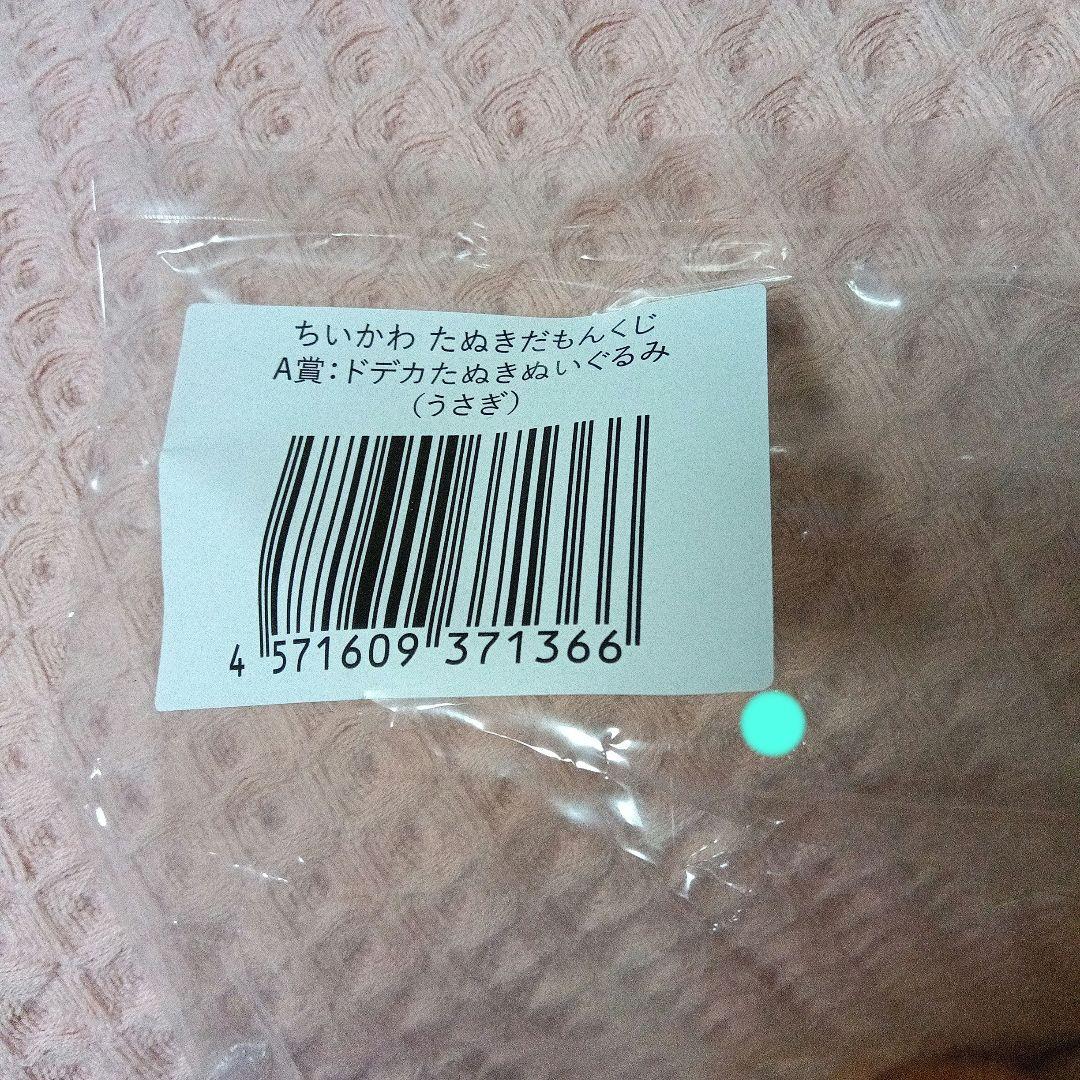 ちいかわ たぬきだもんくじ
A賞:ドデカたぬきぬいぐるみ
(うさぎ)
4 571609 371366